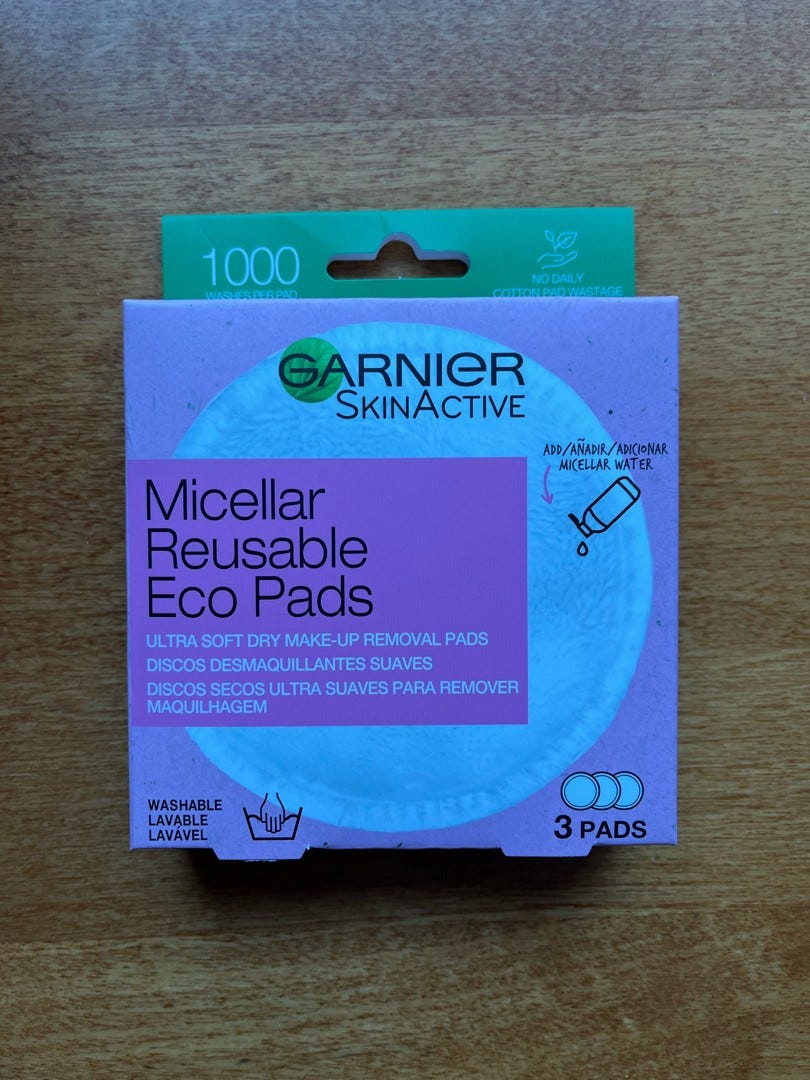 1000
WASHES PER PAD
NO DAILY
COTTON PAD WASTAGE
GARNIER
SKINACTIVE
ADD/AÑADIR/ADICIONAR
MICELLAR WATER
Micellar
Reusable
Eco Pads
ULTRA SOFT DRY MAKE-UP REMOVAL PADS
DISCOS DESMAQUILLANTES SUAVES
DISCOS SECOS ULTRA SUAVES PARA REMOVER
MAQUILHAGEM
WASHABLE
LAVABLE
LAVÁVEL
3 PADS